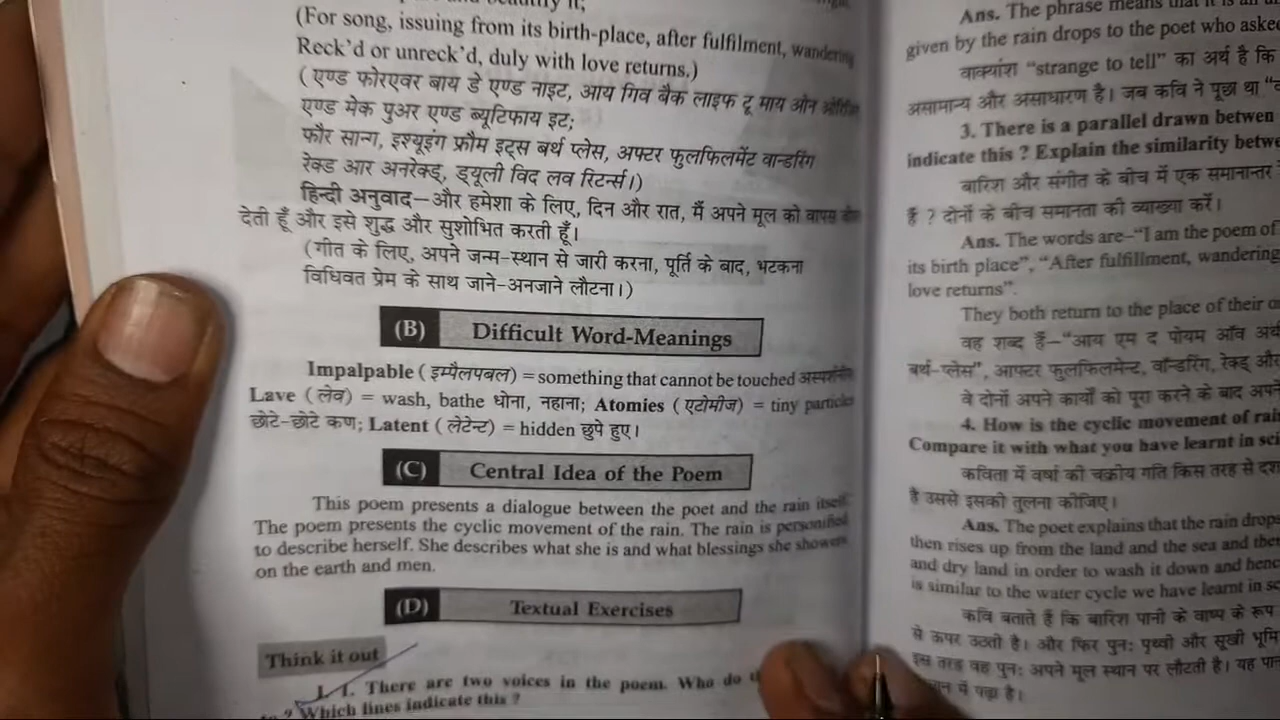 (For song, issuing from its birth-place, after fulfilment, wandering
Reck'd or unreck'd, duly with love returns.)
(एण्ड फोरएवर बाय डे एण्ड नाइट, आय गिव बैक लाइफ टू माय ओन
एण्ड मेक पुअर एण्ड ब्यूटिफाय इट;
फौर सान्ग, इश्यूइंग फ्रौम इट्स बर्थ प्लेस, अफ्टर फुलफिलमेंट वान्डरिंग
रेक्ड आर अनरेक्ड्, ड्यूली विद लव रिटर्न्स।)
हिन्दी अनुवाद–और हमेशा के लिए, दिन और रात, मैं अपने मूल को वापस
देती हूँ और इसे शुद्ध और सुशोभित करती हूँ।
(गीत के लिए, अपने जन्म-स्थान से जारी करना, पूर्ति के बाद, भटकना
विधिवत प्रेम के साथ जाने-अनजाने लौटना।)
(B) Difficult Word-Meanings
Impalpable (इम्पैलपबल) = something that cannot be touched
Lave (लेव) = wash, bathe धोना, नहाना; Atomies (एटोमीज) = tiny particles
छोटे-छोटे कण; Latent (लेटेन्ट) = hidden छुपे हुए।
(C) Central Idea of the Poem
This poem presents a dialogue between the poet and the rain itself.
The poem presents the cyclic movement of the rain. The rain is personified
to describe herself. She describes what she is and what blessings she showers
on the earth and men.
(D) Textual Exercises
Think it out
1. There are two voices in the poem. Who do
Which lines indicate this ?
Ans. The phrase means that it is an
given by the rain drops to the poet who asked
वाक्यांश “strange to tell” का अर्थ है कि
असामान्य और असाधारण है। जब कवि ने पूछा था
3. There is a parallel drawn betwen
indicate this ? Explain the similarity
बारिश और संगीत के बीच में एक समानान्तर
हैं ? दोनों के बीच समानता की व्याख्या करें।
Ans. The words are–“I am the poem of
its birth place”, “After fulfillment, wandering
love returns”.
They both return to the place of their
वह शब्द हैं–“आय एम द पोयम ऑव
बर्थ-प्लेस”, आफ्टर फुलफिलमेन्ट, वॉन्डरिंग, रेक्ड और
वे दोनों अपने कार्यों को पूरा करने के बाद
4. How is the cyclic movement of
Compare it with what you have learnt in
कविता में वर्षा की चक्रीय गति किस तरह से
है उससे इसकी तुलना कीजिए।
Ans. The poet explains that the rain
then rises up from the land and the sea and
and dry land in order to wash it down and
is similar to the water cycle we have learnt in
कवि बताते हैं कि बारिश पानी के वाष्प के रूप
से ऊपर उठती है। और फिर पुनः पृथ्वी और सूखी भूमि
इस तरह वह पुनः अपने मूल स्थान पर लौटती है। यह
में पढ़ा है।